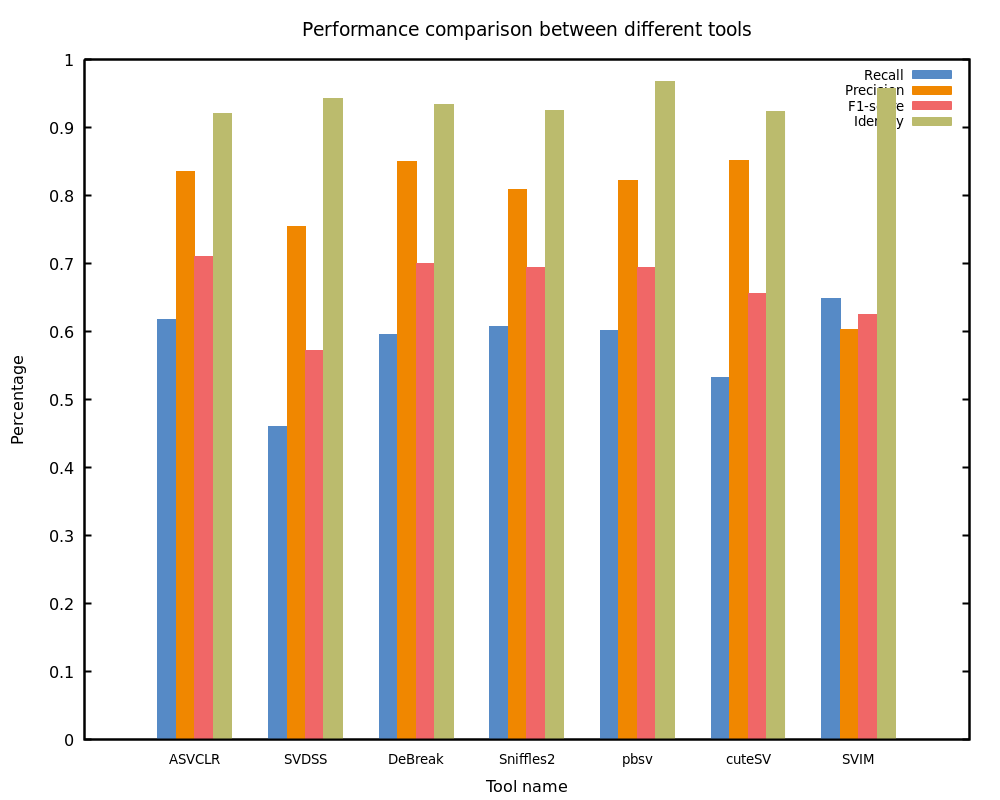 Performance comparison between different tools
1
0.9
0.8
0.7
0.6
0.5
0.4
0.3
0.2
0.1
0
Percentage
Recall
Precision
ASVCLR SVDSS DeBreak Sniffles2 pbsv cuteSV SVIM
Tool name